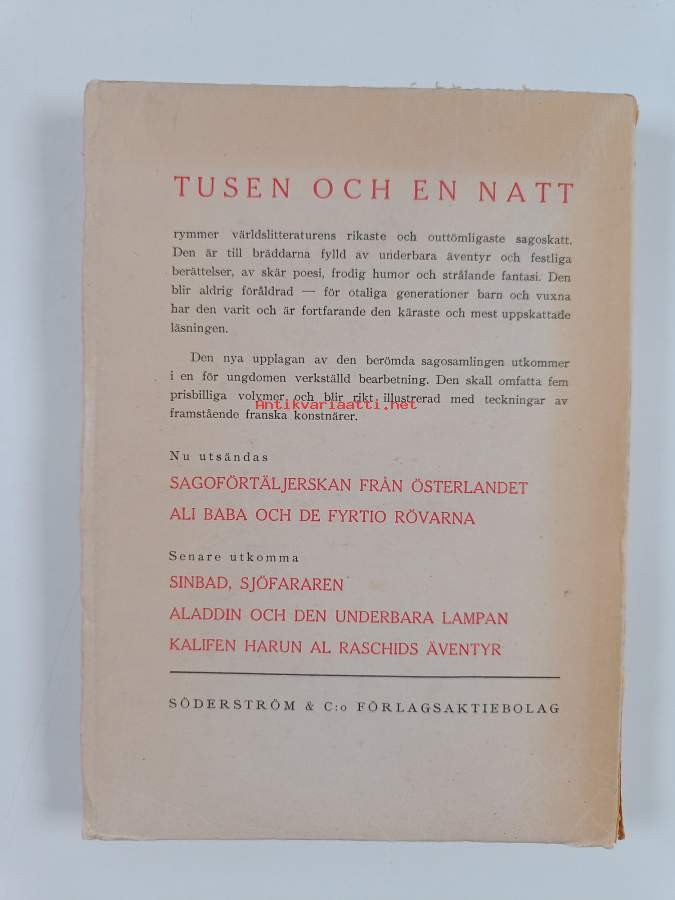 TUSEN OCH EN NATT
rymmer världslitteraturens rikaste och outtömligaste sagoskatt.
Den är till bräddarna fylld av underbara äventyr och festliga
berättelser, av skär poesi, frodig humor och strålande fantasi. Den
blir aldrig föråldrad — för otaliga generationer barn och vuxna
har den varit och är fortfarande den käraste och mest uppskattade
läsningen.
Den nya upplagan av den berömda sagosamlingen utkommer
i en för ungdomen verkställd bearbetning. Den skall omfatta fem
prisbilliga volymer och blir rikt illustrerad med teckningar av
Antikvariaatti.net
framstående franska konstnärer.
Nu utsändas
SAGOFÖRTÄLJERSKAN FRÅN ÖSTERLANDET
ALI BABA OCH DE FYRTIO RÖVARNA
Senare utkomma
SINBAD, SJÖFARAREN
ALADDIN OCH DEN UNDERBARA LAMPAN
KALIFEN HARUN AL RASCHIDS ÄVENTYR
SÖDERSTRÖM & C:o FÖRLAGSAKTIEBOLAG